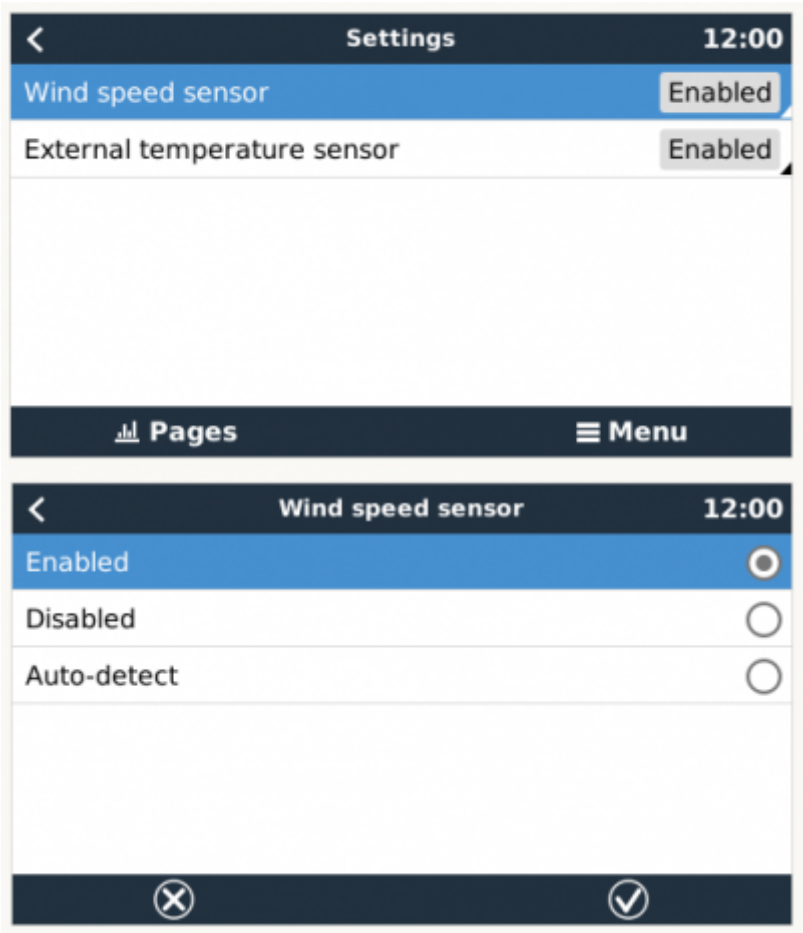 Settings 12:00
Wind speed sensor Enabled
External temperature sensor Enabled
Pages Menu
Wind speed sensor 12:00
Enabled
Disabled
Auto-detect